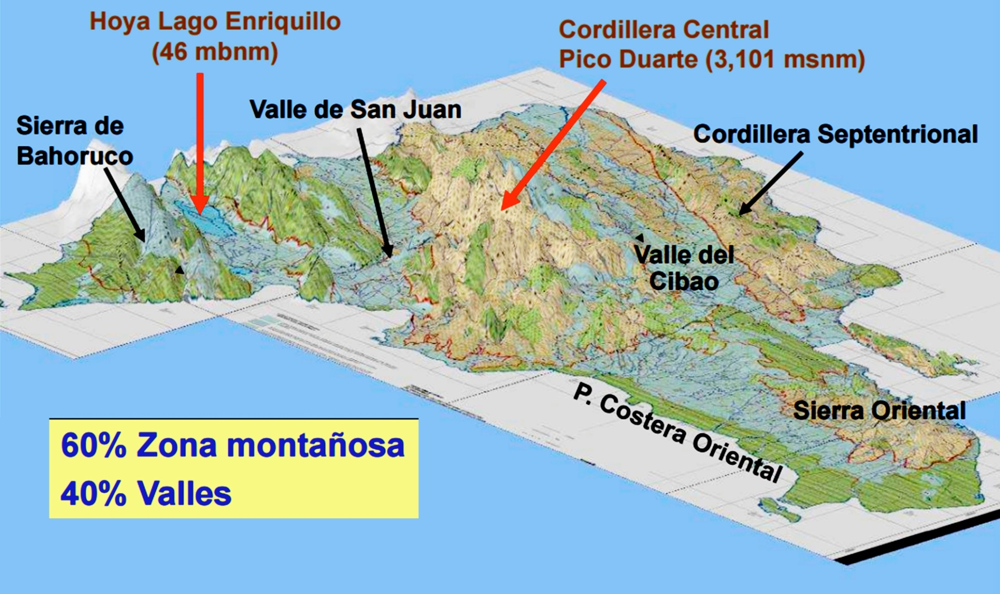 Hoya Lago Enriquillo
(46 mbnm)
Cordillera Central
Pico Duarte (3,101 msnm)
Valle de San Juan
Sierra de
Bahoruco
Cordillera Septentrional
Valle del
Cibao
P. Costera Oriental
Sierra Oriental
60% Zona montañosa
40% Valles